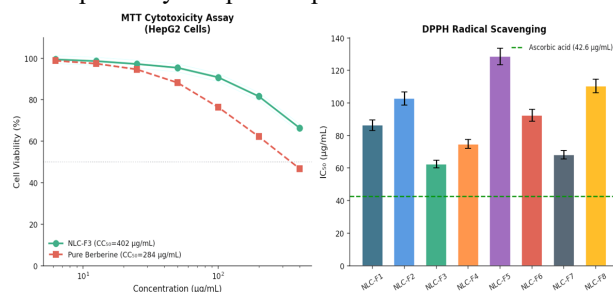 MTT Cytotoxicity Assay
(HepG2 Cells)
Cell Viability (%)
100
80
60
40
20
0
NLC-F3 (CC₅₀=402 µg/mL)
Pure Berberine (CC₅₀=284 µg/mL)
10¹
10²
Concentration (µg/mL)
DPPH Radical Scavenging
Ascorbic acid (42.6 µg/mL)
IC₅₀ (µg/mL)
140
120
100
80
60
40
20
0
NLC-F1
NLC-F2
NLC-F3
NLC-F4
NLC-F5
NLC-F6
NLC-F7
NLC-F8